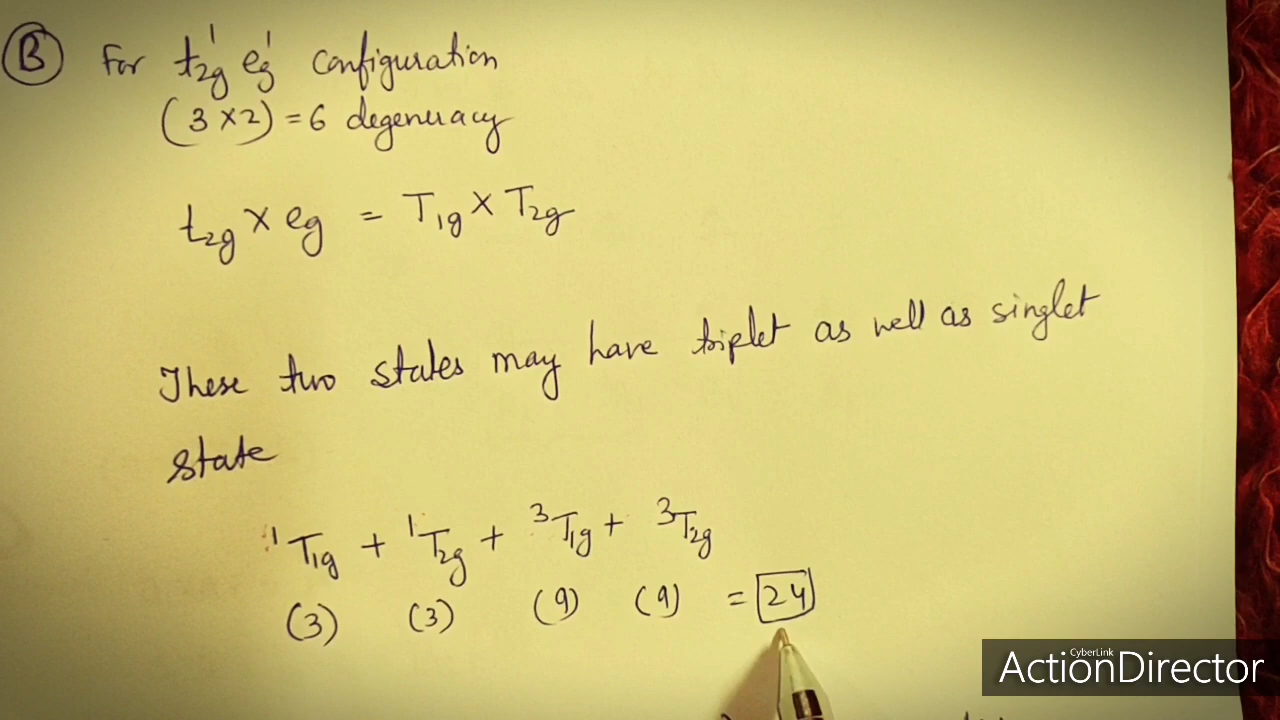 B For t₂g¹ eg¹ configuration
(3×2) = 6 degeneracy
t₂g × eg = T₁g × T₂g
These two states may have triplet as well as singlet
state
¹T₁g + ¹T₂g + ³T₁g + ³T₂g
(3) (3) (9) (9) = 24
CyberLink
ActionDirector